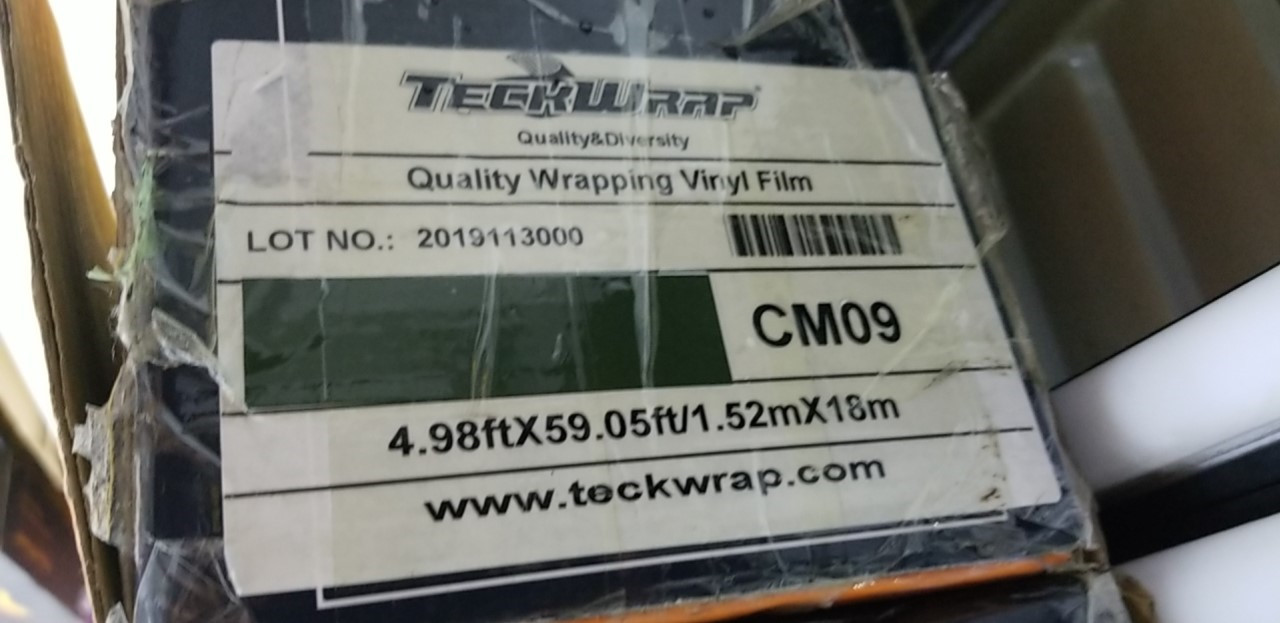 TECKWRAP®
Quality&Diversity
Quality Wrapping Vinyl Film
LOT NO.: 2019113000
CM09
4.98ftX59.05ft/1.52mX18m
www.teckwrap.com